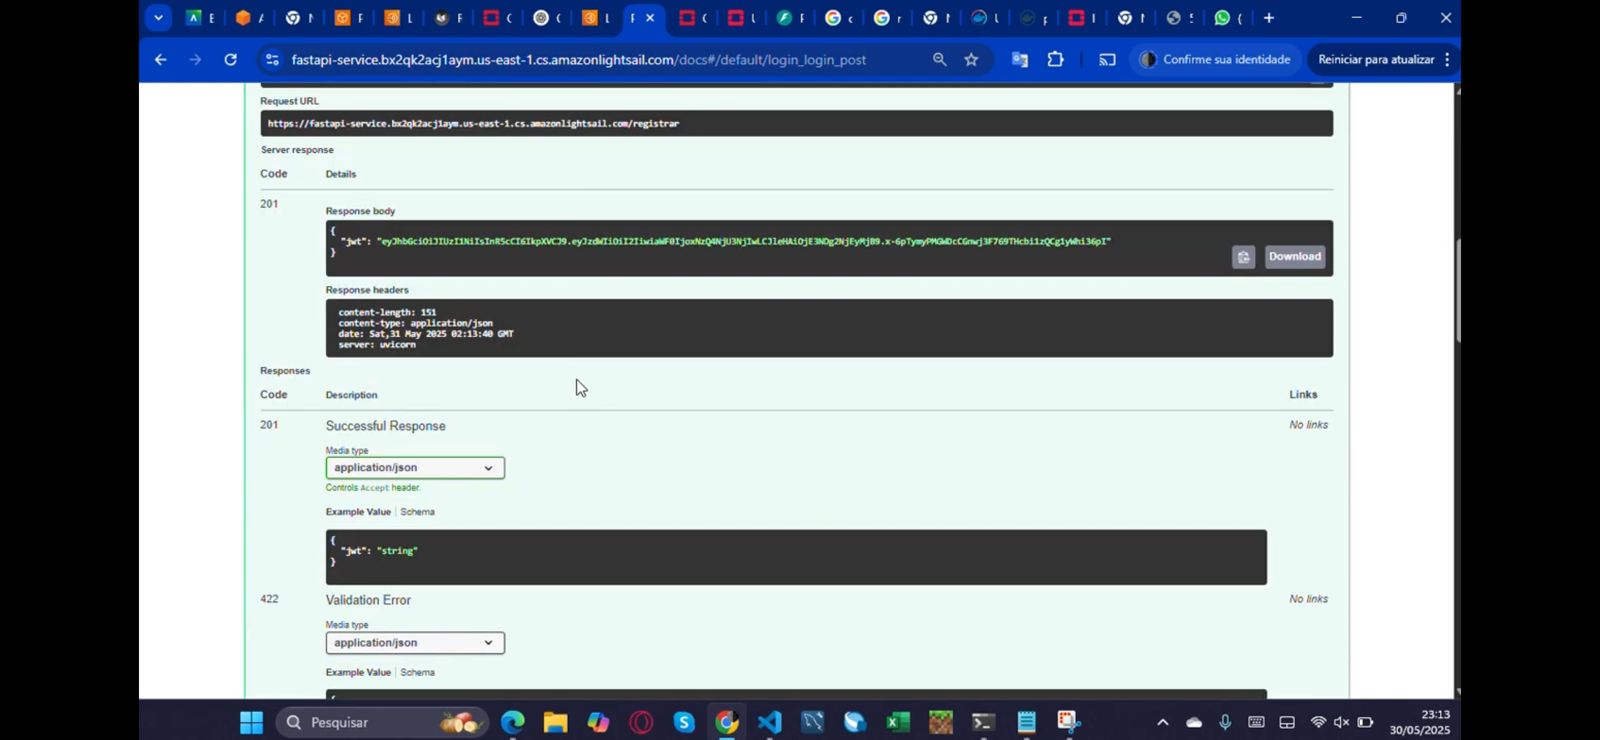 fastapi-service.bx2qk2acj1aym.us-east-1.cs.amazonlightsail.com/docs#/default/login_login_post
Confirme sua identidade
Reiniciar para atualizar
Request URL
https://fastapi-service.bx2qk2acj1aym.us-east-1.cs.amazonlightsail.com/registrar
Server response
Code Details
201
Response body
{
"jwt":
}
Download
Response headers
content-length: 151
content-type: application/json
date: Sat,31 May 2025 02:13:40 GMT
server: uvicorn
Responses
Code Description Links
201 Successful Response No links
Media type
application/json
Controls Accept header.
Example Value | Schema
{
"jwt": "string"
}
422 Validation Error No links
Media type
application/json
Example Value | Schema
{
Pesquisar
23:13
30/05/2025